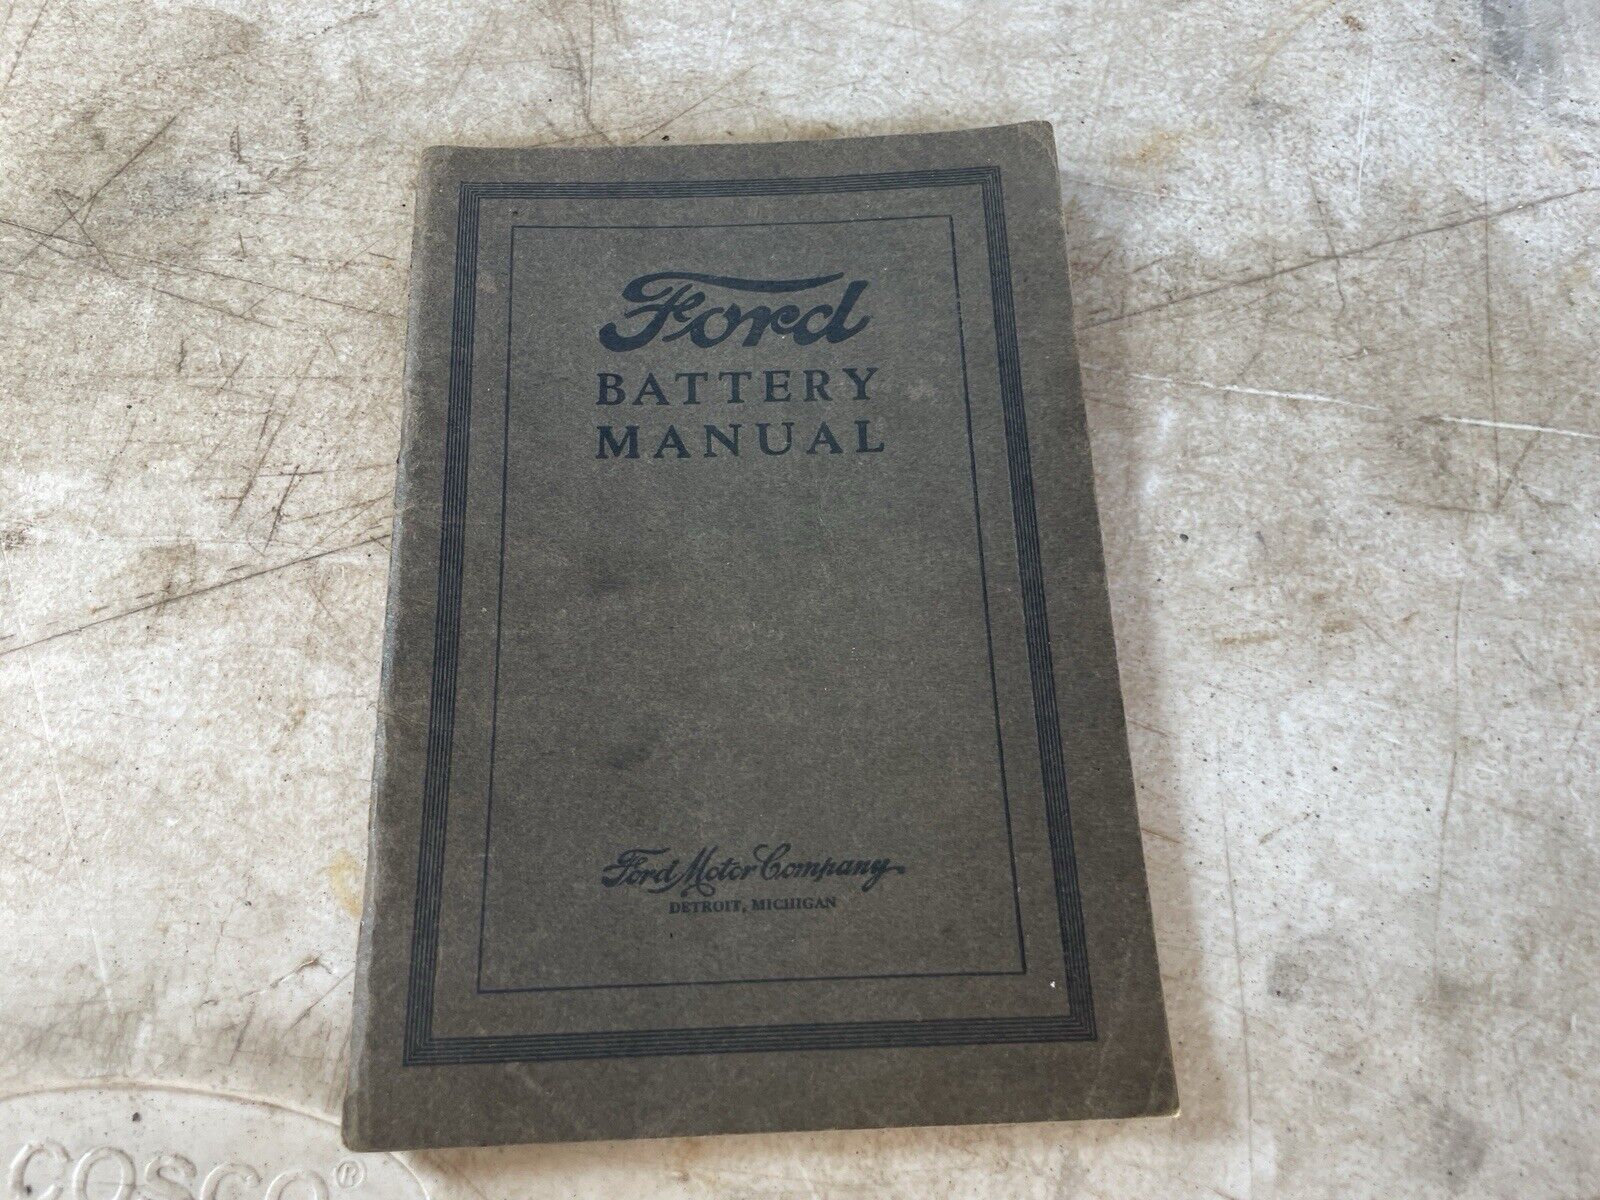 Ford
BATTERY
MANUAL
Ford Motor Company.
DETROIT, MICHIGAN
COSCO®